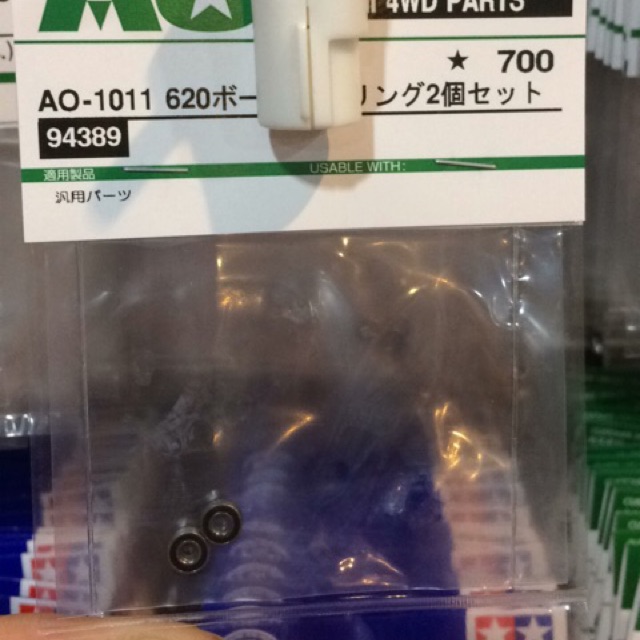 AO
4WD PARTS
★ 700
AO-1011 620ボー リング2個セット
94389
適用製品 USABLE WITH:
汎用パーツ